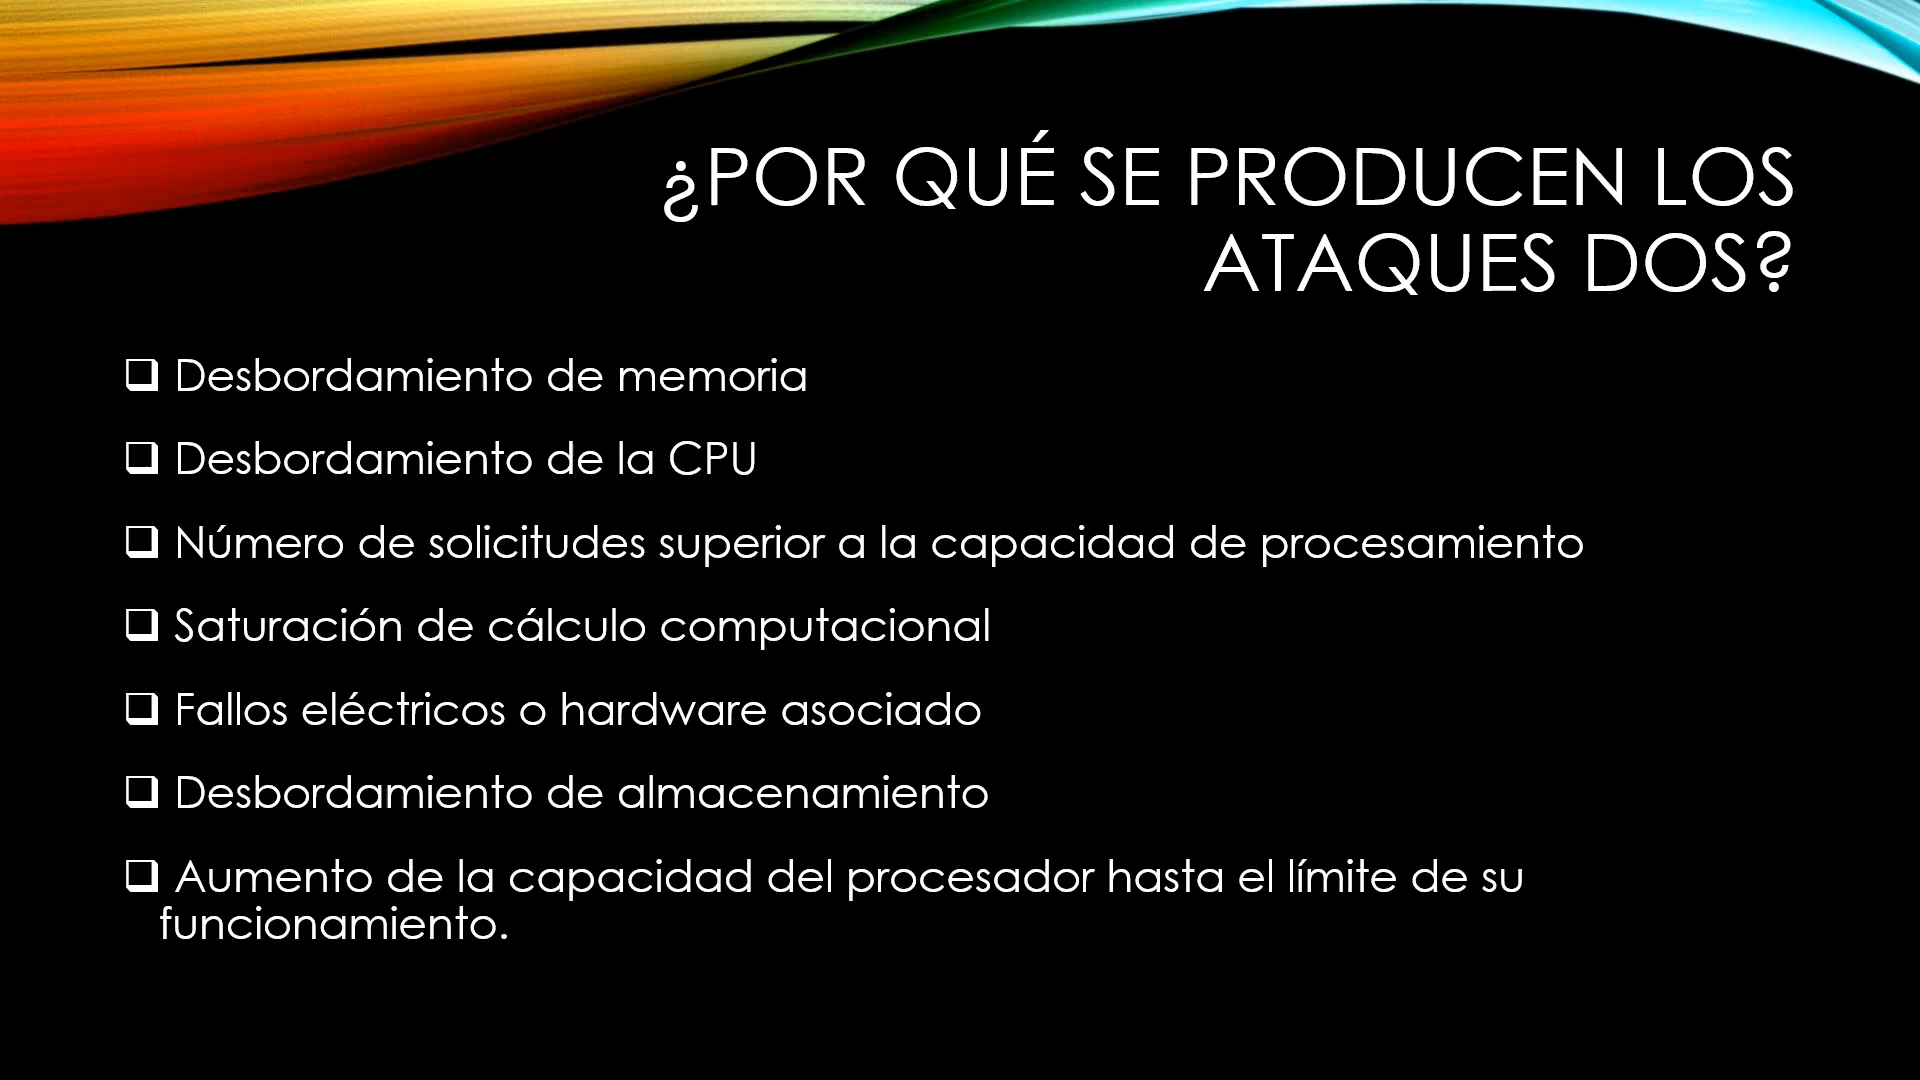 ¿POR QUÉ SE PRODUCEN LOS
ATAQUES DOS?
❑ Desbordamiento de memoria
❑ Desbordamiento de la CPU
❑ Número de solicitudes superior a la capacidad de procesamiento
❑ Saturación de cálculo computacional
❑ Fallos eléctricos o hardware asociado
❑ Desbordamiento de almacenamiento
❑ Aumento de la capacidad del procesador hasta el límite de su
funcionamiento.